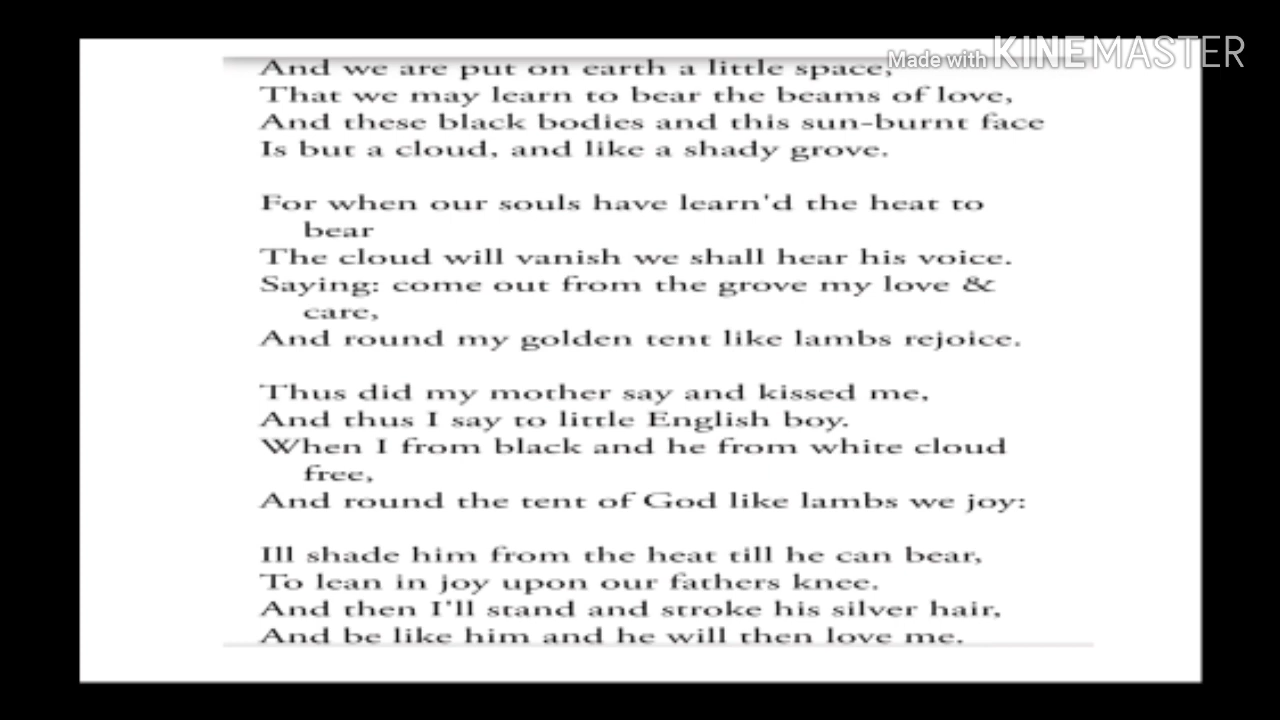 Made with KINEMASTER
And we are put on earth a little space,
That we may learn to bear the beams of love,
And these black bodies and this sun-burnt face
Is but a cloud, and like a shady grove.
For when our souls have learn'd the heat to
bear
The cloud will vanish we shall hear his voice.
Saying: come out from the grove my love &
care,
And round my golden tent like lambs rejoice.
Thus did my mother say and kissed me,
And thus I say to little English boy.
When I from black and he from white cloud
free,
And round the tent of God like lambs we joy:
Ill shade him from the heat till he can bear,
To lean in joy upon our fathers knee.
And then I'll stand and stroke his silver hair,
And be like him and he will then love me.